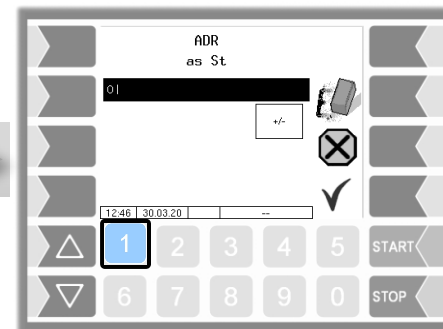 ADR
as St
0|
+/-
12:46 30.03.20 --
1 2 3 4 5 START
6 7 8 9 0 STOP